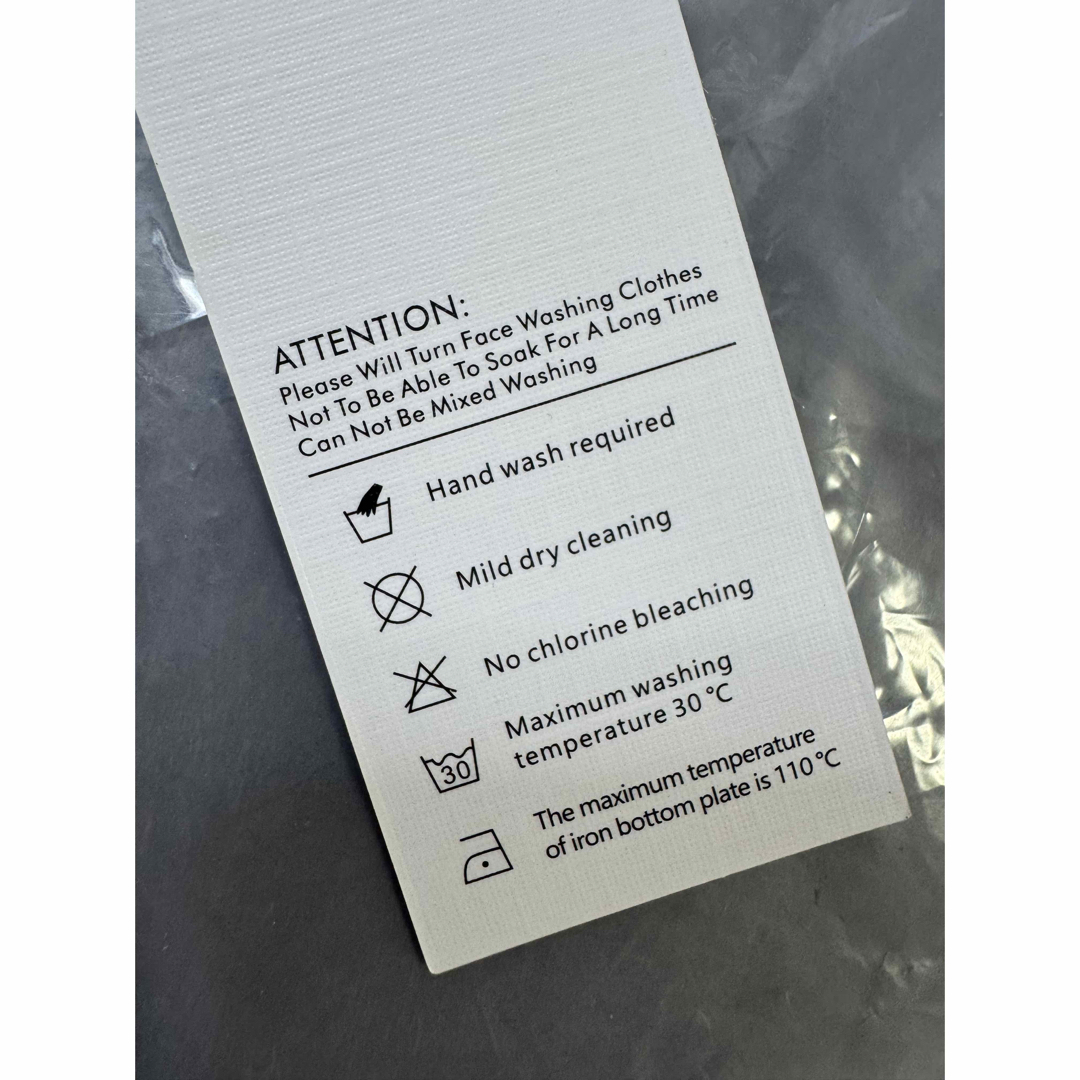 ATTENTION:
Please Will Turn Face Washing Clothes
Not To Be Able To Soak For A Long Time
Can Not Be Mixed Washing
Hand wash required
Mild dry cleaning
No chlorine bleaching
Maximum washing
temperature 30 °C
30
The maximum temperature
of iron bottom plate is 110 °C